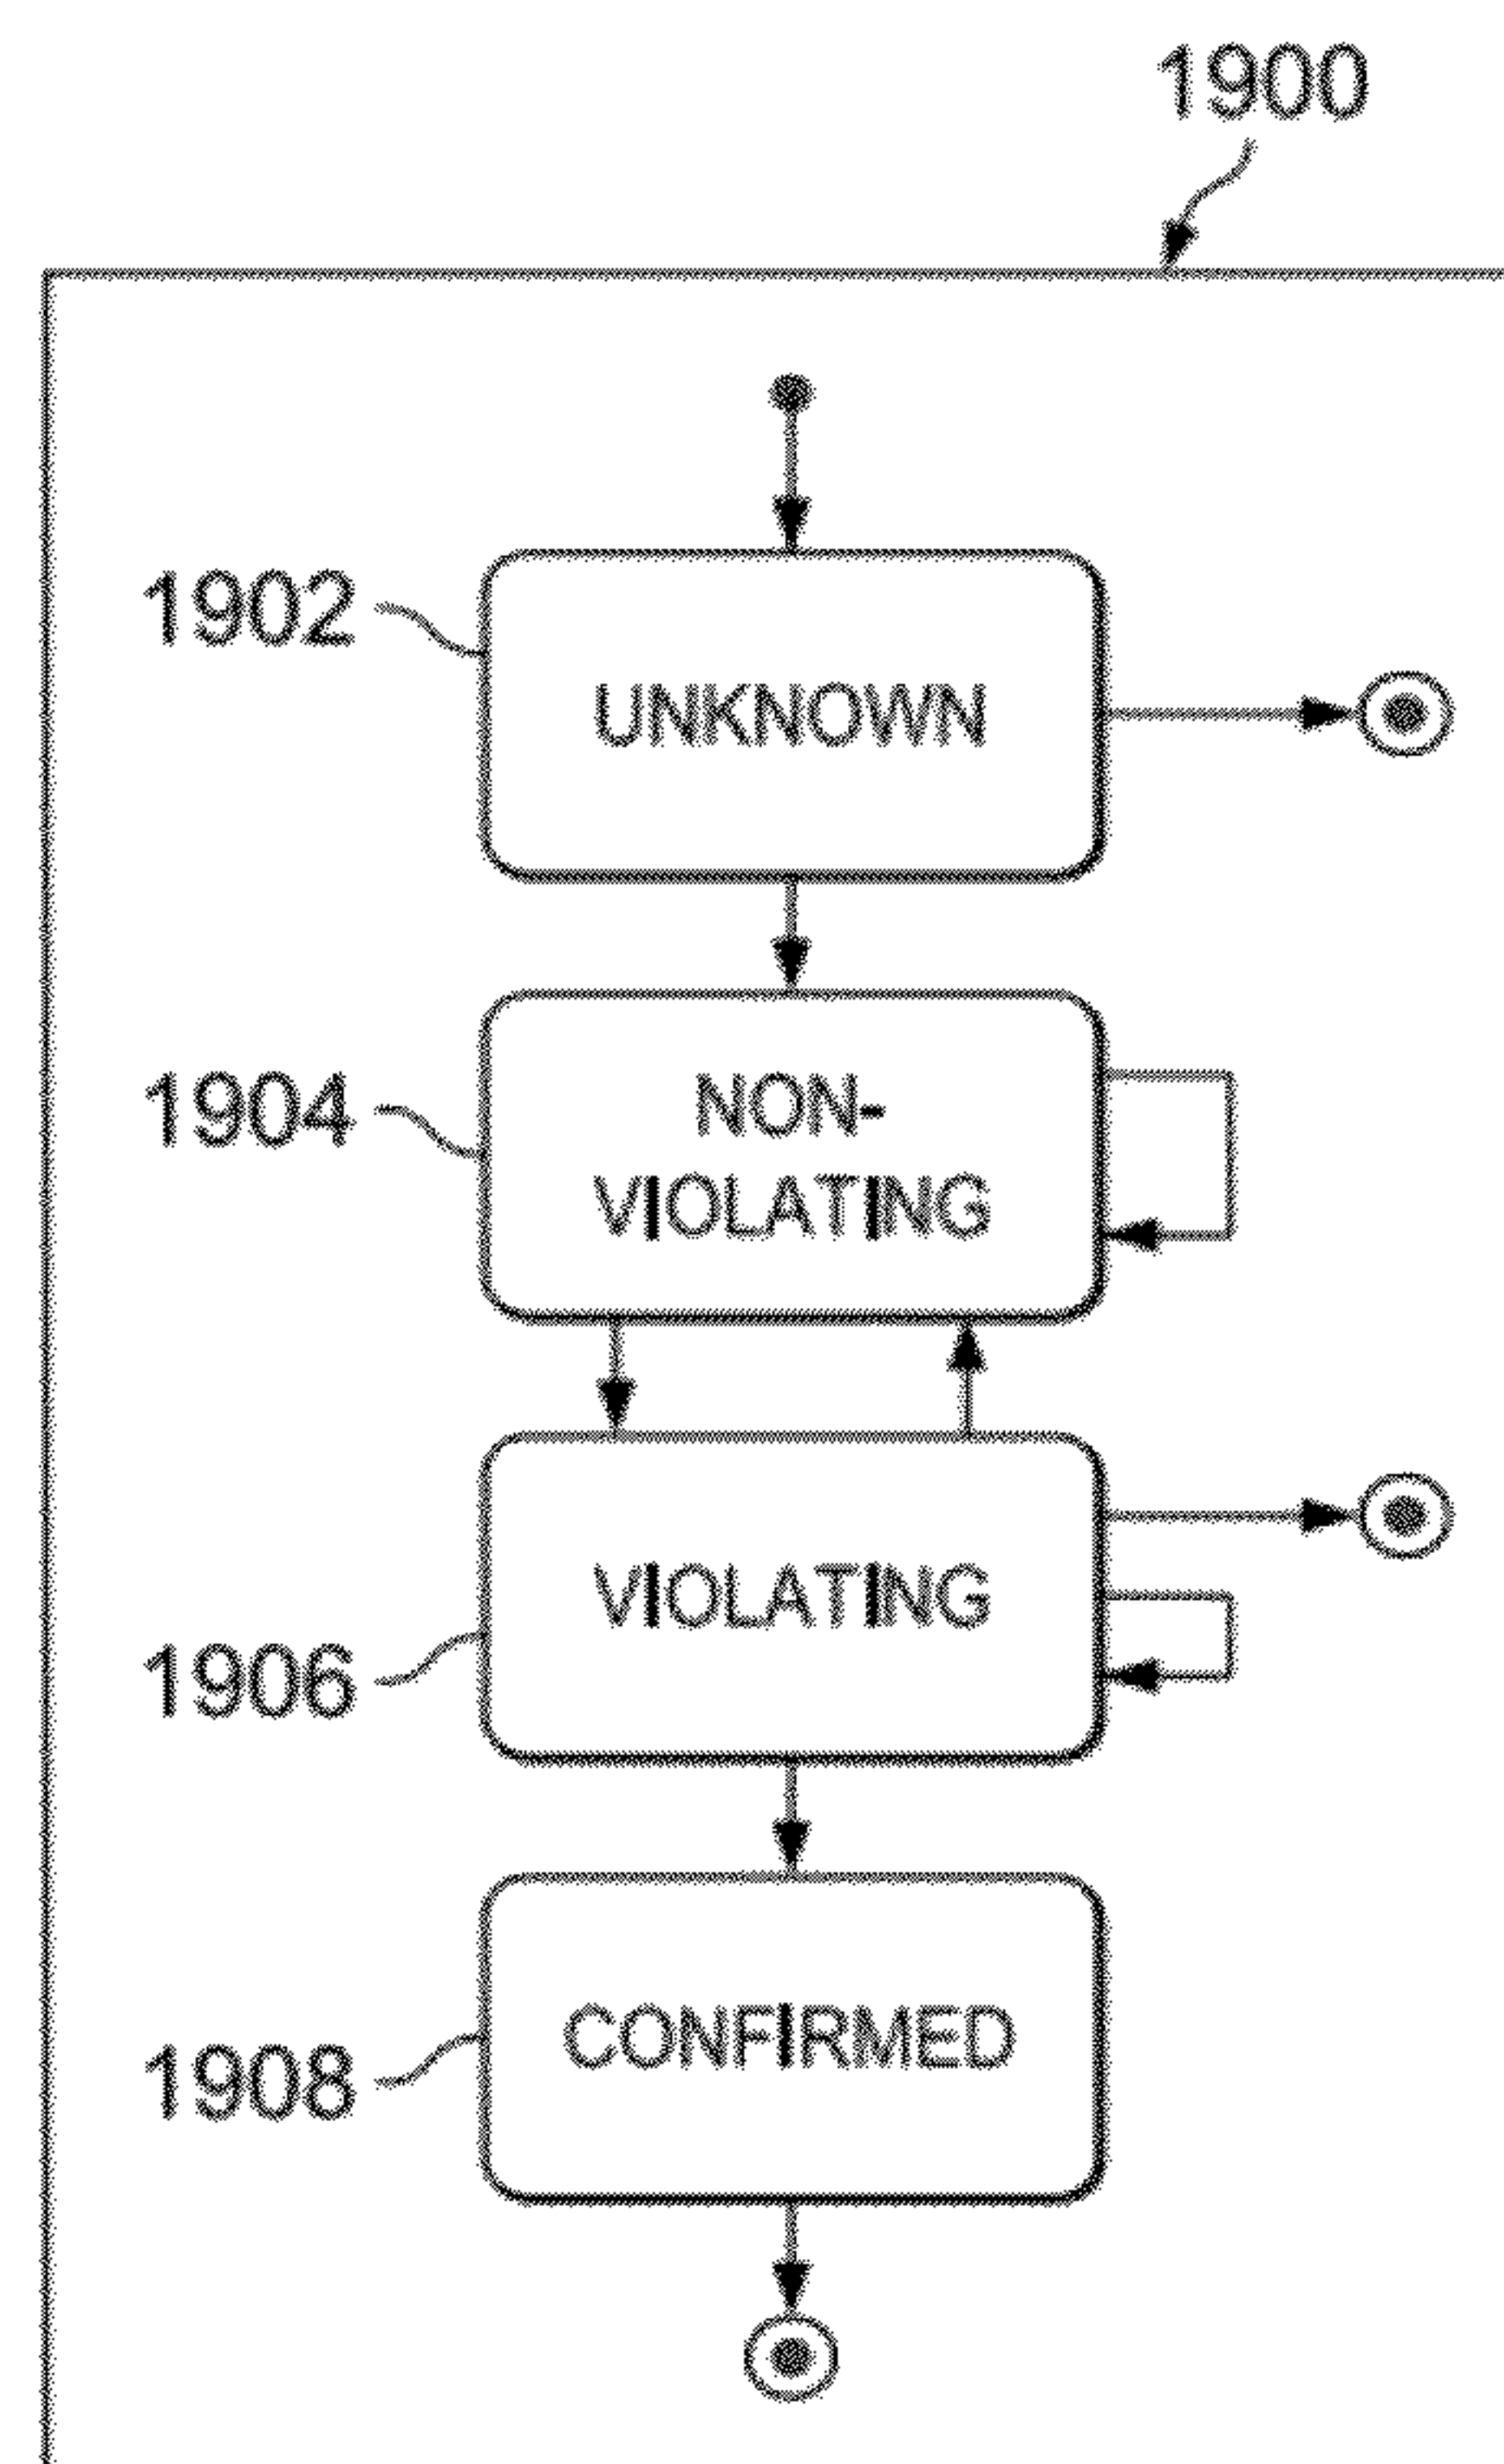 1900
1902
UNKNOWN
1904
NON-
VIOLATING
VIOLATING
1906
CONFIRMED
1908